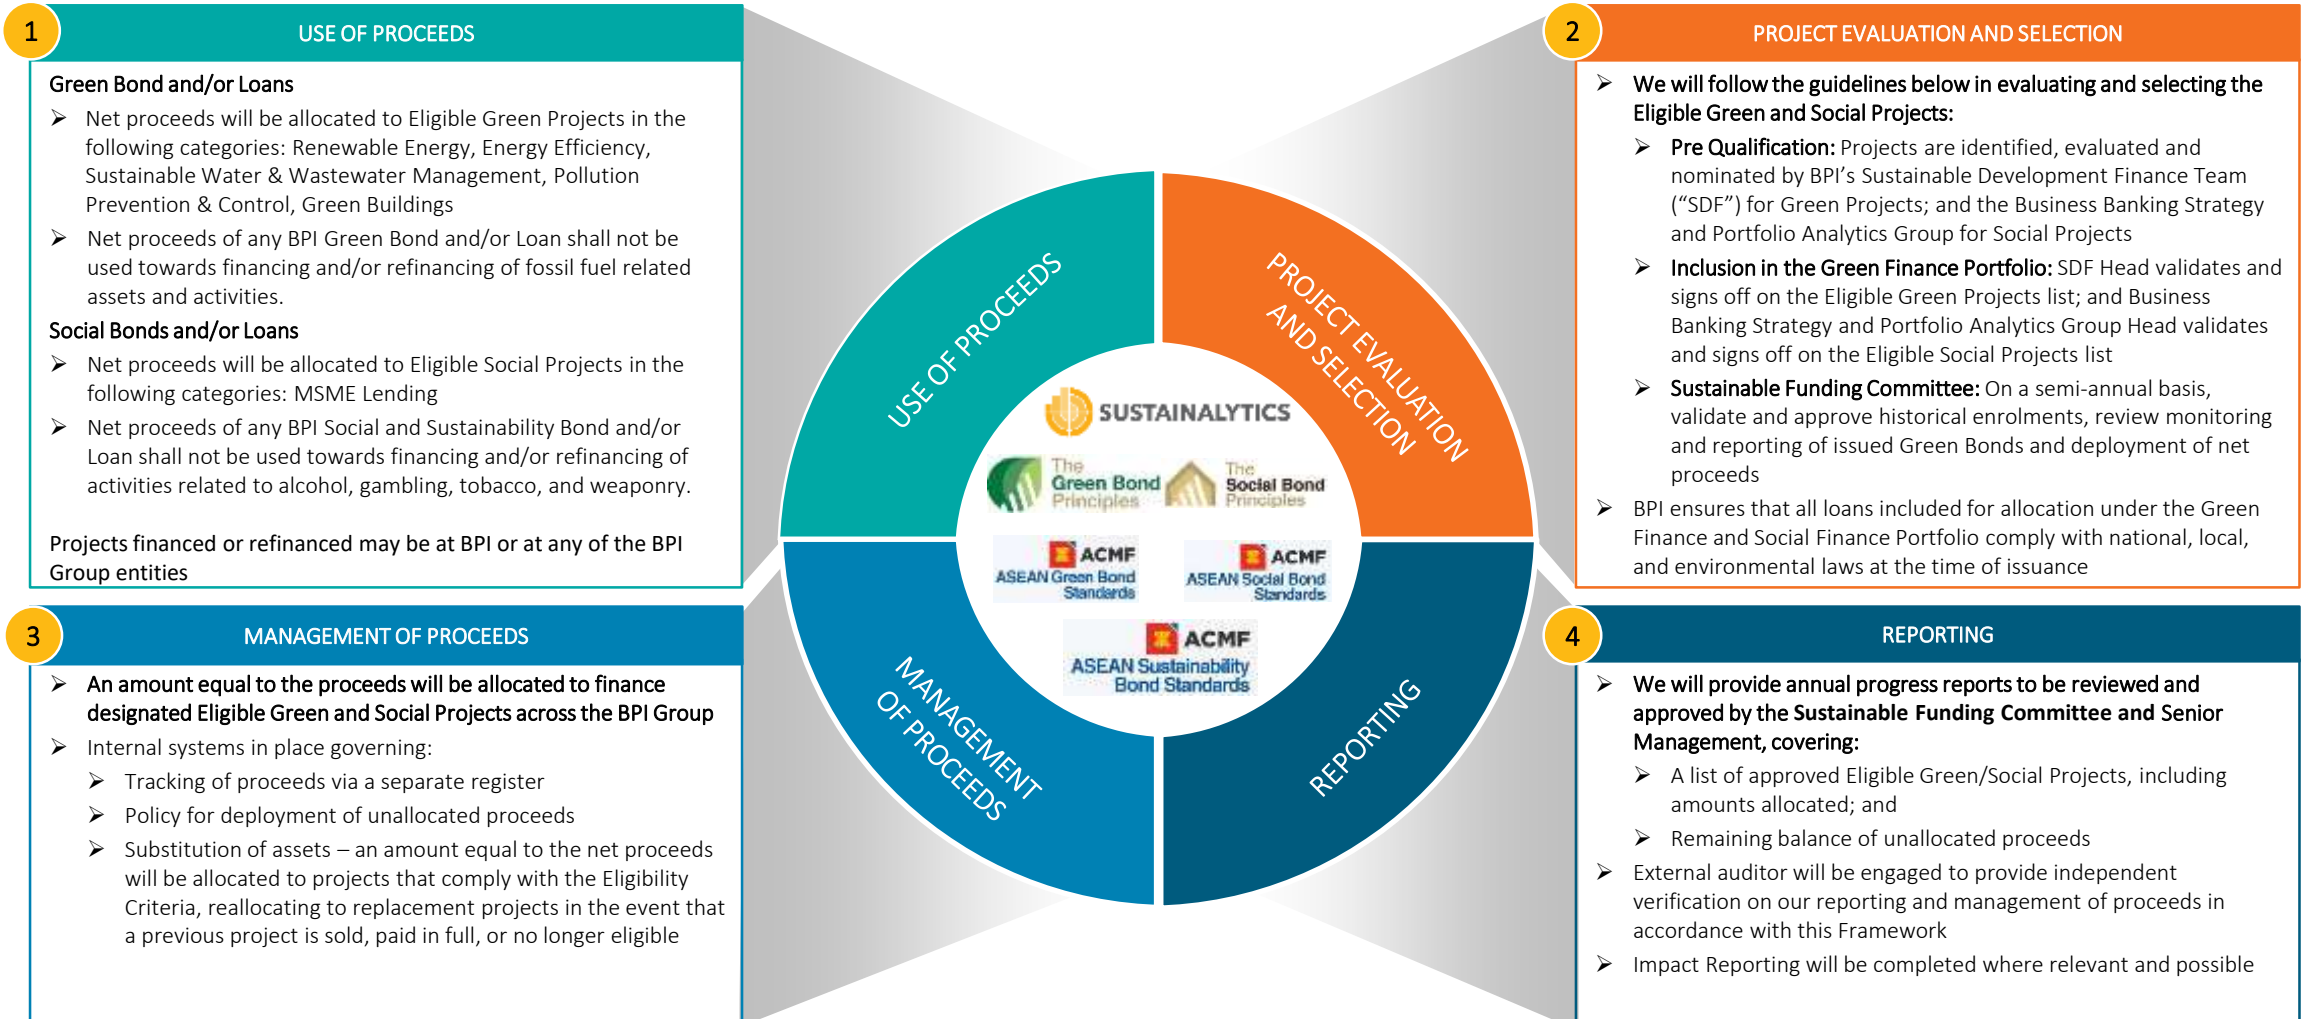 1
USE OF PROCEEDS
Green Bond and/or Loans
➢ Net proceeds will be allocated to Eligible Green Projects in the
following categories: Renewable Energy, Energy Efficiency,
Sustainable Water & Wastewater Management, Pollution
Prevention & Control, Green Buildings
➢ Net proceeds of any BPI Green Bond and/or Loan shall not be
used towards financing and/or refinancing of fossil fuel related
assets and activities.
Social Bonds and/or Loans
➢ Net proceeds will be allocated to Eligible Social Projects in the
following categories: MSME Lending
➢ Net proceeds of any BPI Social and Sustainability Bond and/or
Loan shall not be used towards financing and/or refinancing of
activities related to alcohol, gambling, tobacco, and weaponry.
Projects financed or refinanced may be at BPI or at any of the BPI
Group entities
2
PROJECT EVALUATION AND SELECTION
➢ We will follow the guidelines below in evaluating and selecting the
Eligible Green and Social Projects:
➢ Pre Qualification: Projects are identified, evaluated and
nominated by BPI’s Sustainable Development Finance Team
(“SDF”) for Green Projects; and the Business Banking Strategy
and Portfolio Analytics Group for Social Projects
➢ Inclusion in the Green Finance Portfolio: SDF Head validates and
signs off on the Eligible Green Projects list; and Business
Banking Strategy and Portfolio Analytics Group Head validates
and signs off on the Eligible Social Projects list
➢ Sustainable Funding Committee: On a semi-annual basis,
validate and approve historical enrolments, review monitoring
and reporting of issued Green Bonds and deployment of net
proceeds
➢ BPI ensures that all loans included for allocation under the Green
Finance and Social Finance Portfolio comply with national, local,
and environmental laws at the time of issuance
USE OF PROCEEDS
PROJECT EVALUATION
AND SELECTION
MANAGEMENT
OF PROCEEDS
REPORTING
SUSTAINALYTICS
The
Green Bond
Principles
The
Social Bond
Principles
ACMF
ASEAN Green Bond
Standards
ACMF
ASEAN Social Bond
Standards
ACMF
ASEAN Sustainability
Bond Standards
3
MANAGEMENT OF PROCEEDS
➢ An amount equal to the proceeds will be allocated to finance
designated Eligible Green and Social Projects across the BPI Group
➢ Internal systems in place governing:
➢ Tracking of proceeds via a separate register
➢ Policy for deployment of unallocated proceeds
➢ Substitution of assets – an amount equal to the net proceeds
will be allocated to projects that comply with the Eligibility
Criteria, reallocating to replacement projects in the event that
a previous project is sold, paid in full, or no longer eligible
4
REPORTING
➢ We will provide annual progress reports to be reviewed and
approved by the Sustainable Funding Committee and Senior
Management, covering:
➢ A list of approved Eligible Green/Social Projects, including
amounts allocated; and
➢ Remaining balance of unallocated proceeds
➢ External auditor will be engaged to provide independent
verification on our reporting and management of proceeds in
accordance with this Framework
➢ Impact Reporting will be completed where relevant and possible